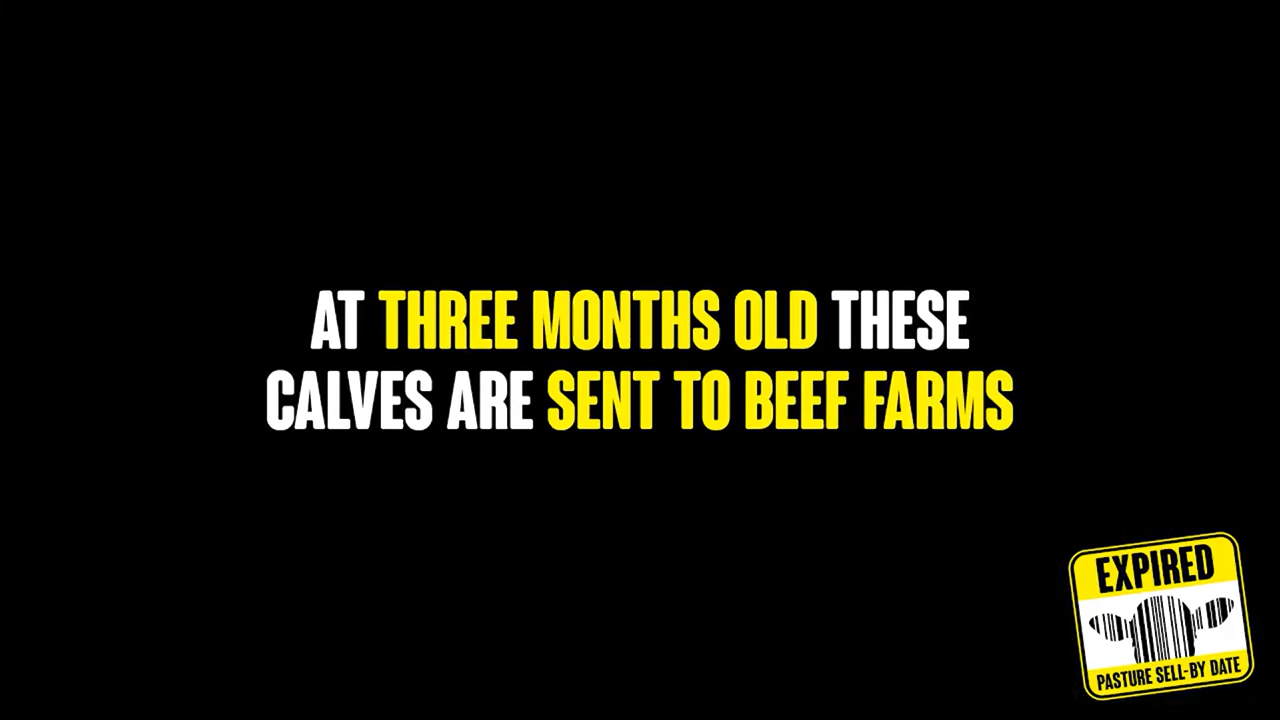 AT THREE MONTHS OLD THESE
CALVES ARE SENT TO BEEF FARMS
EXPIRED
PASTURE SELL-BY DATE